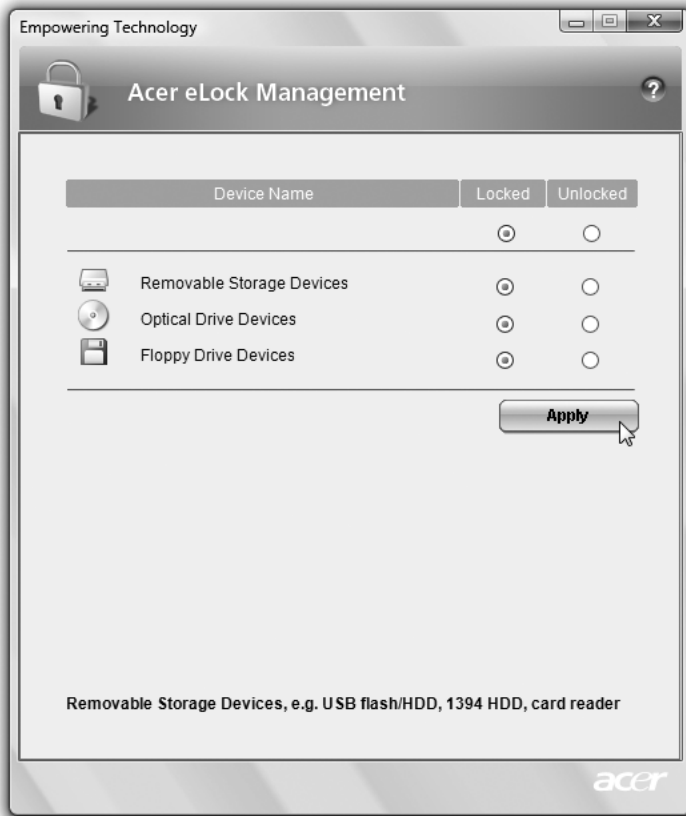 Empowering Technology
Acer eLock Management
?
Device Name Locked Unlocked
Removable Storage Devices
Optical Drive Devices
Floppy Drive Devices
Apply
Removable Storage Devices, e.g. USB flash/HDD, 1394 HDD, card reader
acer